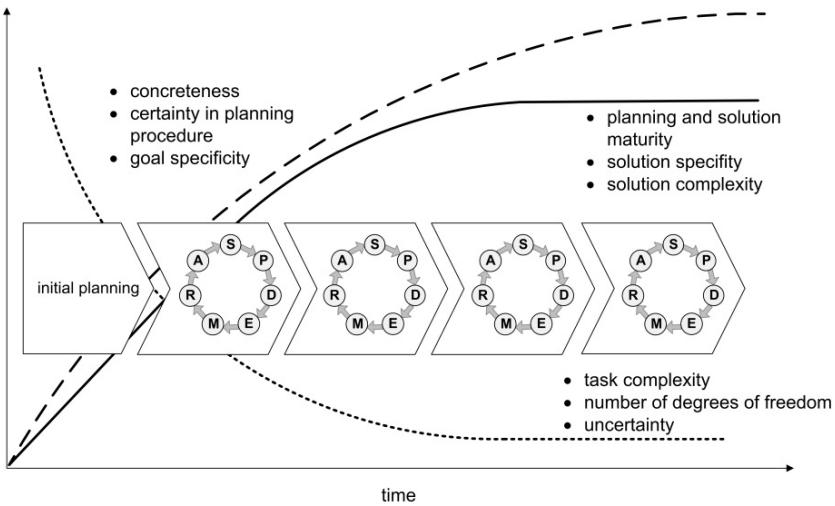 • concreteness
• certainty in planning
procedure
• goal specificity
• planning and solution
maturity
• solution specifity
• solution complexity
initial planning
S
P
D
E
M
R
A
S
P
D
E
M
R
A
S
P
D
E
M
R
A
S
P
D
E
M
R
A
• task complexity
• number of degrees of freedom
• uncertainty
time